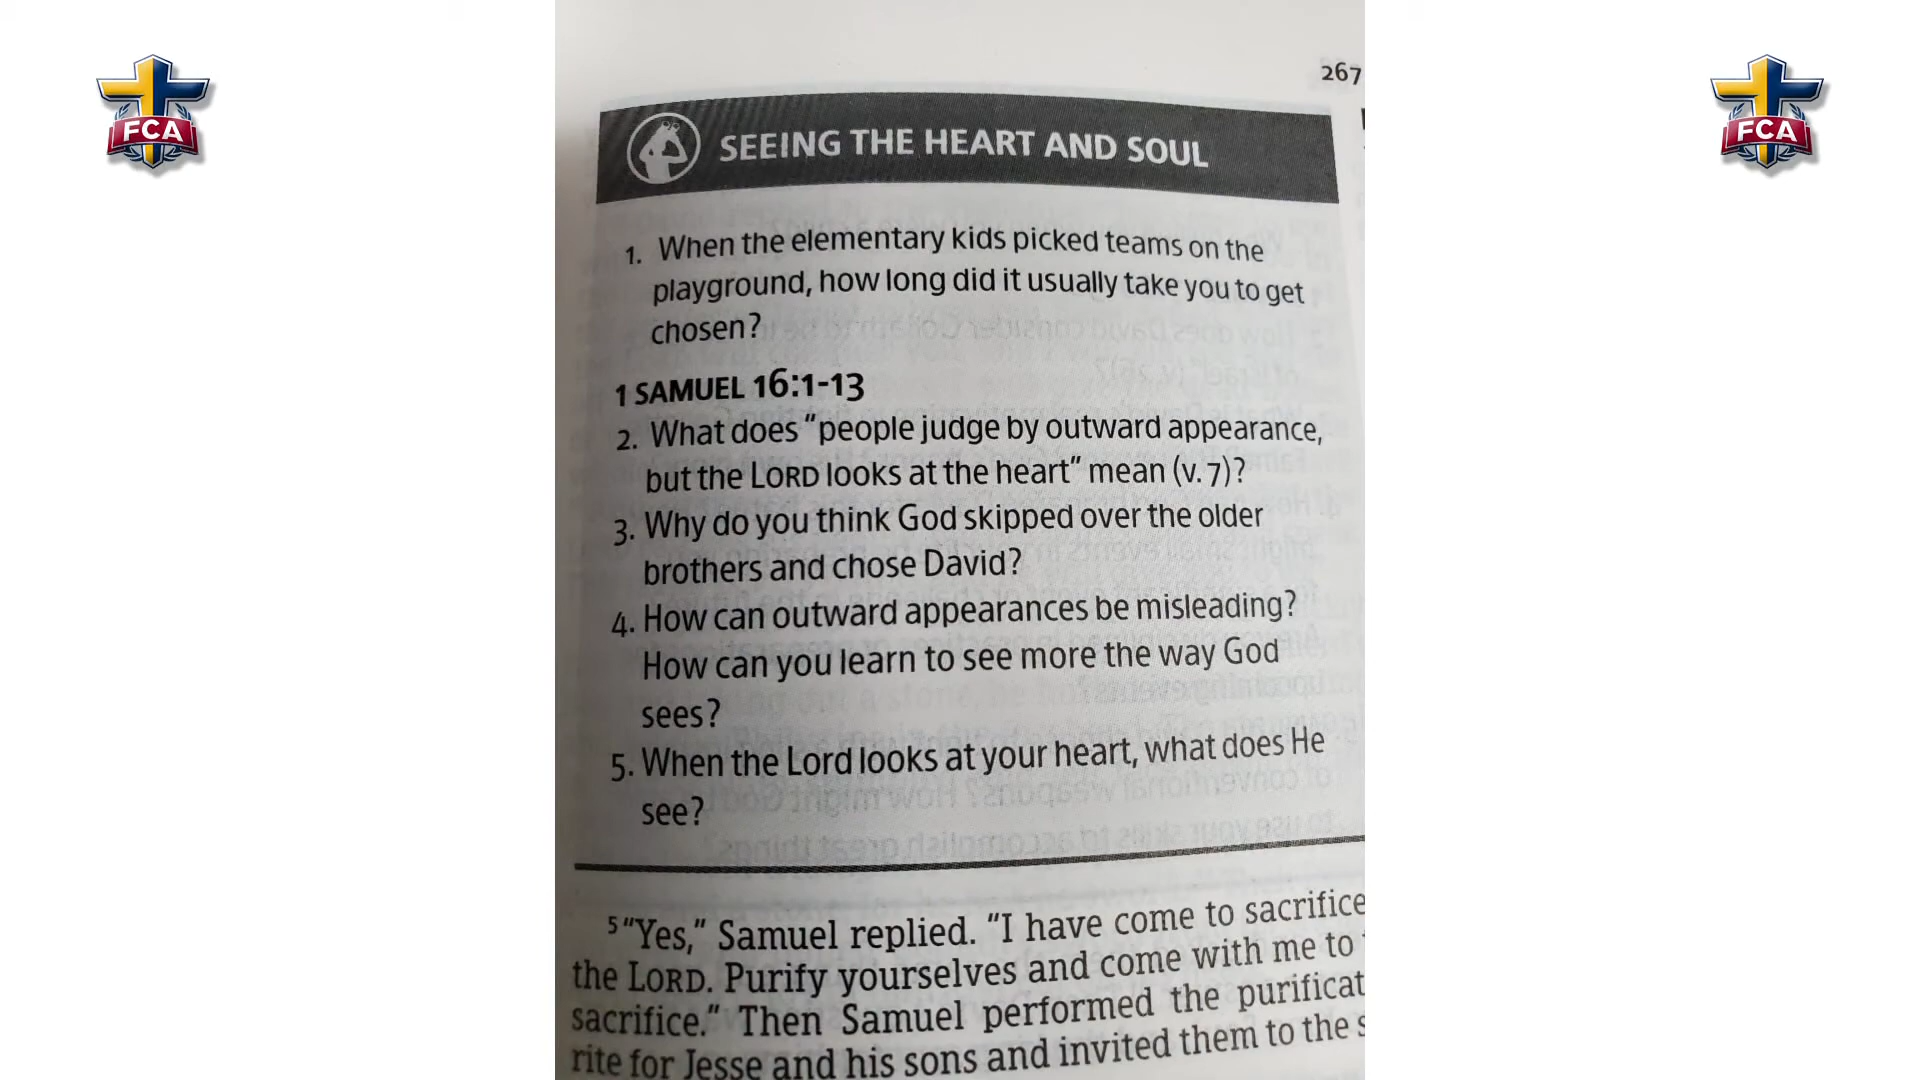 267
FCA
FCA
SEEING THE HEART AND SOUL
1. When the elementary kids picked teams on the
playground, how long did it usually take you to get
chosen?
1 SAMUEL 16:1-13
2. What does "people judge by outward appearance,
but the LORD looks at the heart" mean (v. 7)?
3. Why do you think God skipped over the older
brothers and chose David?
4. How can outward appearances be misleading?
How can you learn to see more the way God
sees?
5. When the Lord looks at your heart, what does He
see?
5 "Yes," Samuel replied. "I have come to sacrifice
the LORD. Purify yourselves and come with me to
sacrifice." Then Samuel performed the purificat
rite for Jesse and his sons and invited them to the s